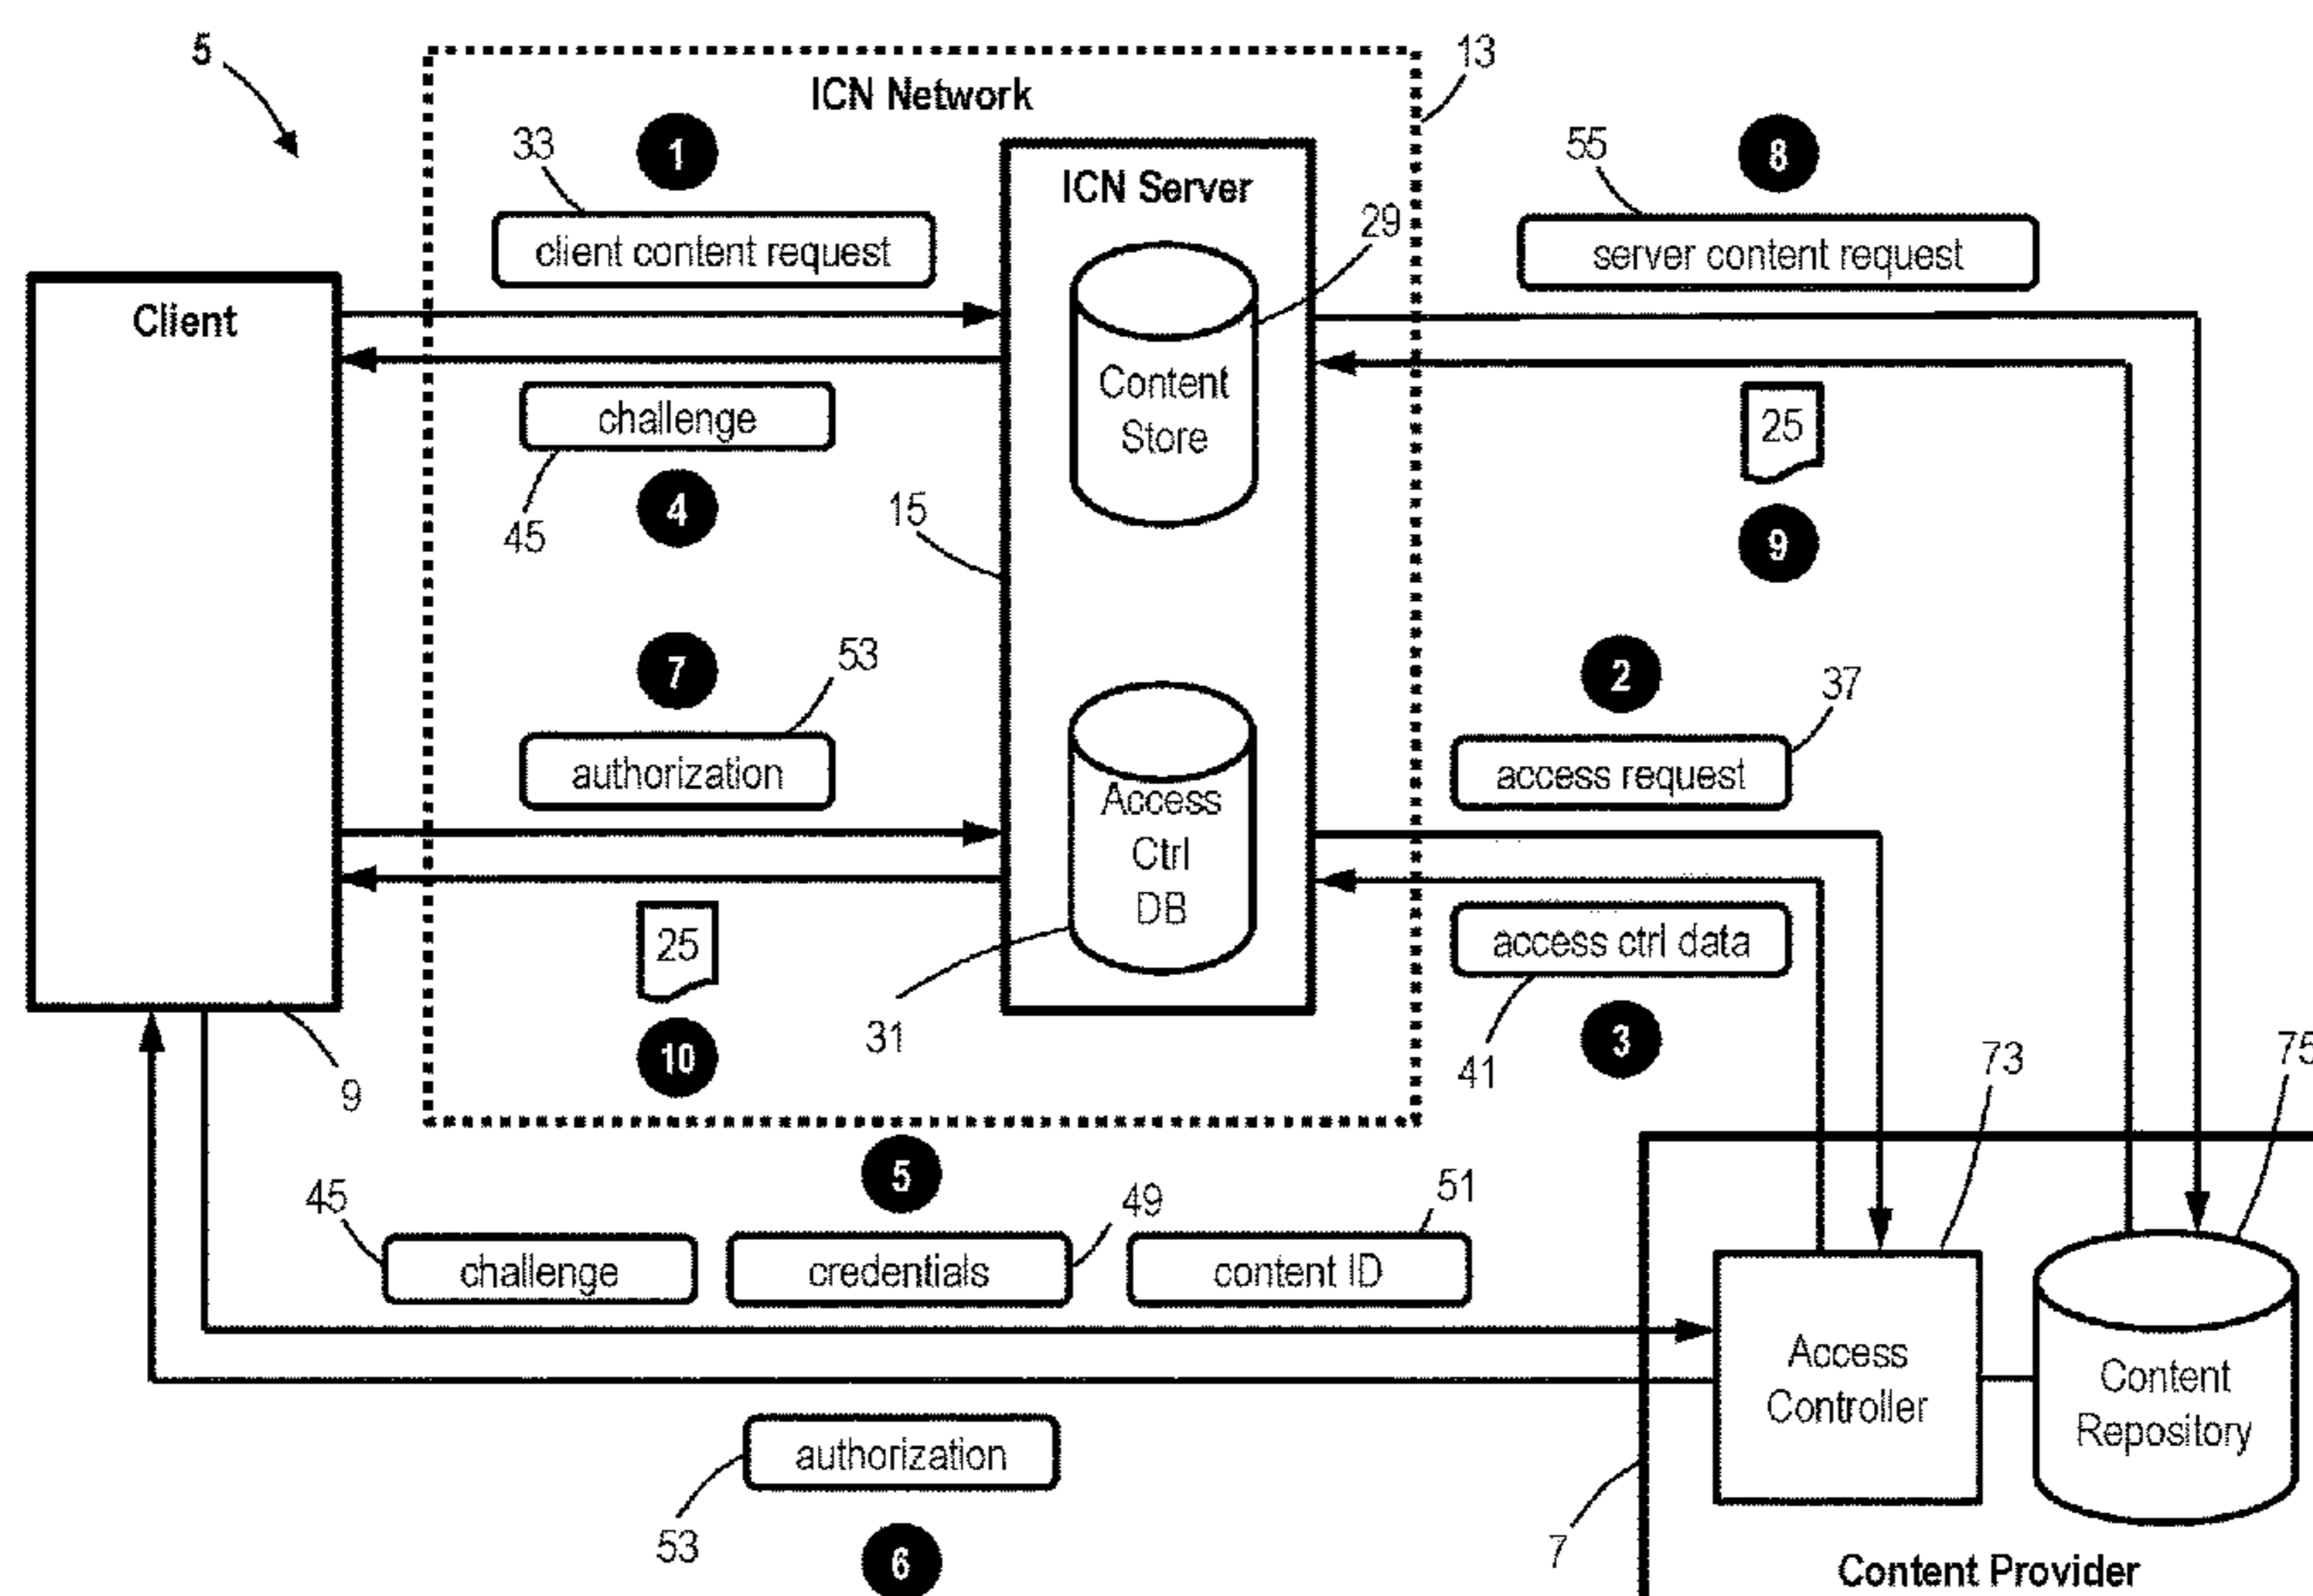 5
13
ICN Network
33
1
55
8
ICN Server
client content request
29
server content request
Client
Content
Store
challenge
25
45
4
15
9
7
53
2
37
authorization
access request
Access
Ctrl
DB
25
access ctrl data
10
31
41
3
9
73
75
5
45
49
51
challenge
credentials
content ID
Access
Controller
Content
Repository
authorization
53
6
7
Content Provider